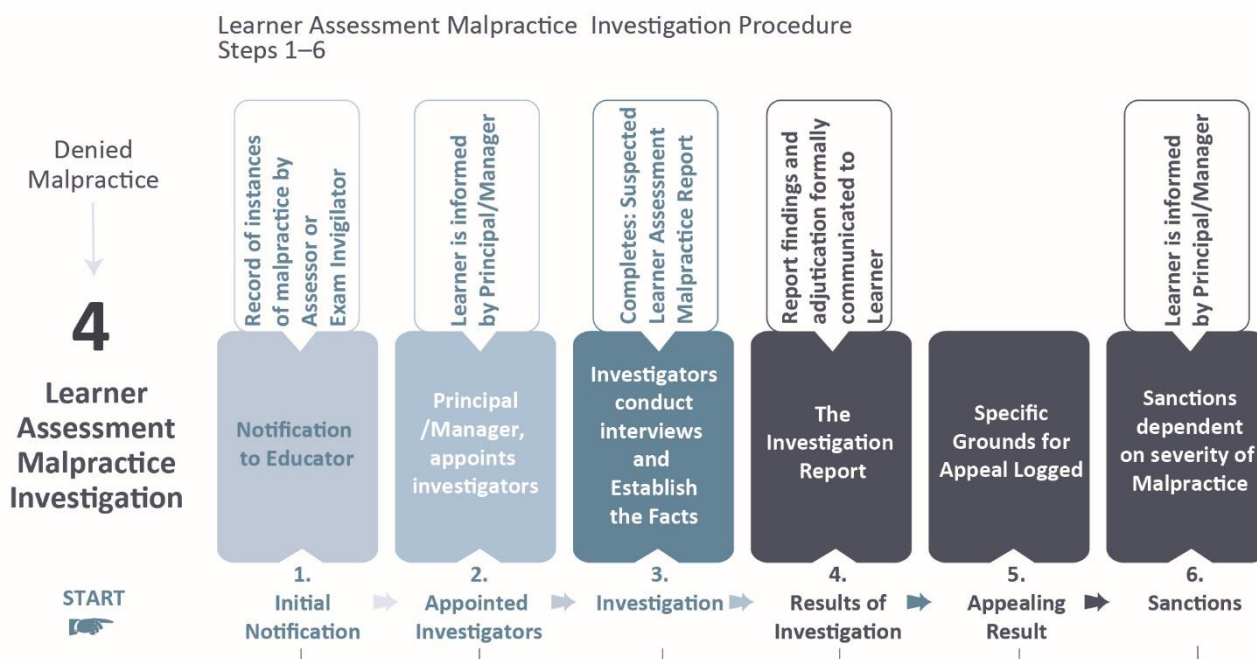 Learner Assessment Malpractice Investigation Procedure
Steps 1–6
Denied
Malpractice
4
Learner
Assessment
Malpractice
Investigation
START
Record of instances
of malpractice by
Assessor or
Exam Invigilator
Notification
to Educator
1.
Initial
Notification
Learner is informed
by Principal/Manager
Principal
/Manager,
appoints
investigators
2.
Appointed
Investigators
Completes: Suspected
Learner Assessment
Malpractice Report
Investigators
conduct
interviews
and
Establish
the Facts
3.
Investigation
Report findings and
adjutication formally
communicated to
Learner
The
Investigation
Report
4.
Results of
Investigation
Specific
Grounds for
Appeal Logged
5.
Appealing
Result
Learner is informed
by Principal/Manager
Sanctions
dependent
on severity of
Malpractice
6.
Sanctions